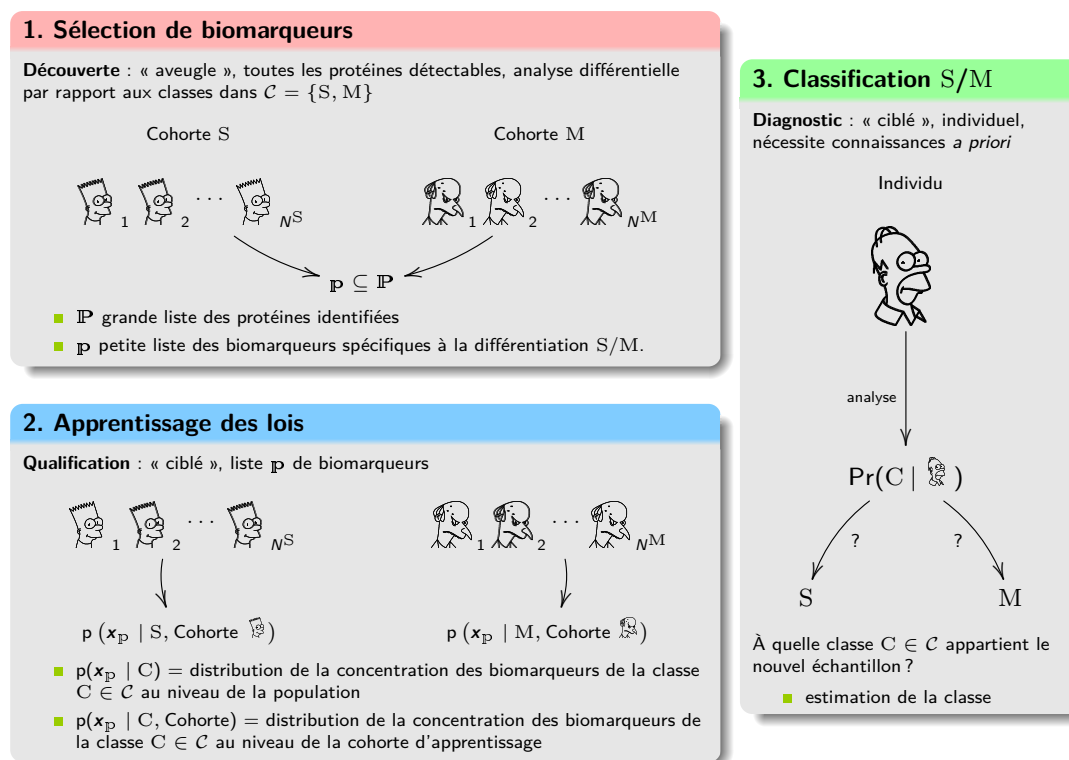 1. Sélection de biomarqueurs
Découverte : « aveugle », toutes les protéines détectables, analyse différentielle
par rapport aux classes dans 𝒞 = {S, M}
Cohorte S
Cohorte M
1 2 · · · N^S
1 2 · · · N^M
𝕡 ⊆ ℙ
ℙ grande liste des protéines identifiées
𝕡 petite liste des biomarqueurs spécifiques à la différentiation S/M.
2. Apprentissage des lois
Qualification : « ciblé », liste 𝕡 de biomarqueurs
1 2 · · · N^S
1 2 · · · N^M
p (x_𝕡 | S, Cohorte )
p (x_𝕡 | M, Cohorte )
p(x_𝕡 | C) = distribution de la concentration des biomarqueurs de la classe
C ∈ 𝒞 au niveau de la population
p(x_𝕡 | C, Cohorte) = distribution de la concentration des biomarqueurs de
la classe C ∈ 𝒞 au niveau de la cohorte d'apprentissage
3. Classification S/M
Diagnostic : « ciblé », individuel,
nécessite connaissances a priori
Individu
analyse
Pr(C | )
? ?
S M
À quelle classe C ∈ 𝒞 appartient le
nouvel échantillon ?
estimation de la classe